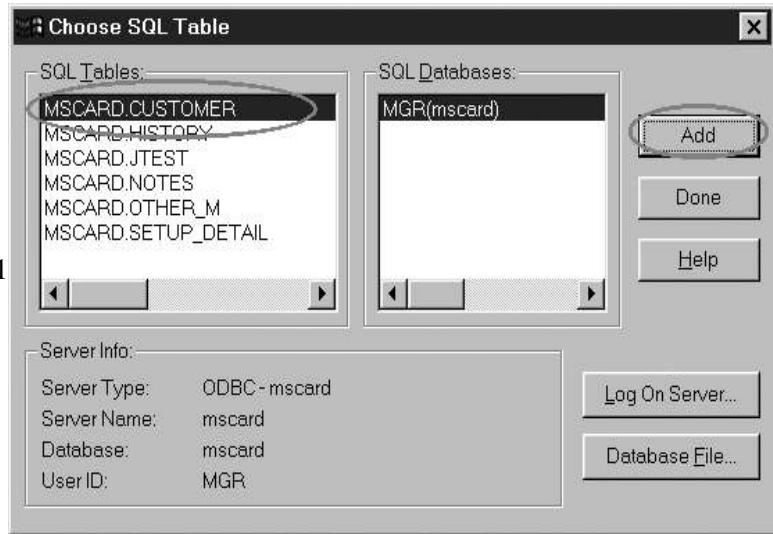 Choose SQL Table
SQL Tables:
MSCARD.CUSTOMER
MSCARD.HISTORY
MSCARD.JTEST
MSCARD.NOTES
MSCARD.OTHER_M
MSCARD.SETUP_DETAIL
SQL Databases:
MGR(mscard)
Add
Done
Help
1
Server Info:
Server Type: ODBC - mscard
Server Name: mscard
Database: mscard
User ID: MGR
Log On Server...
Database File...